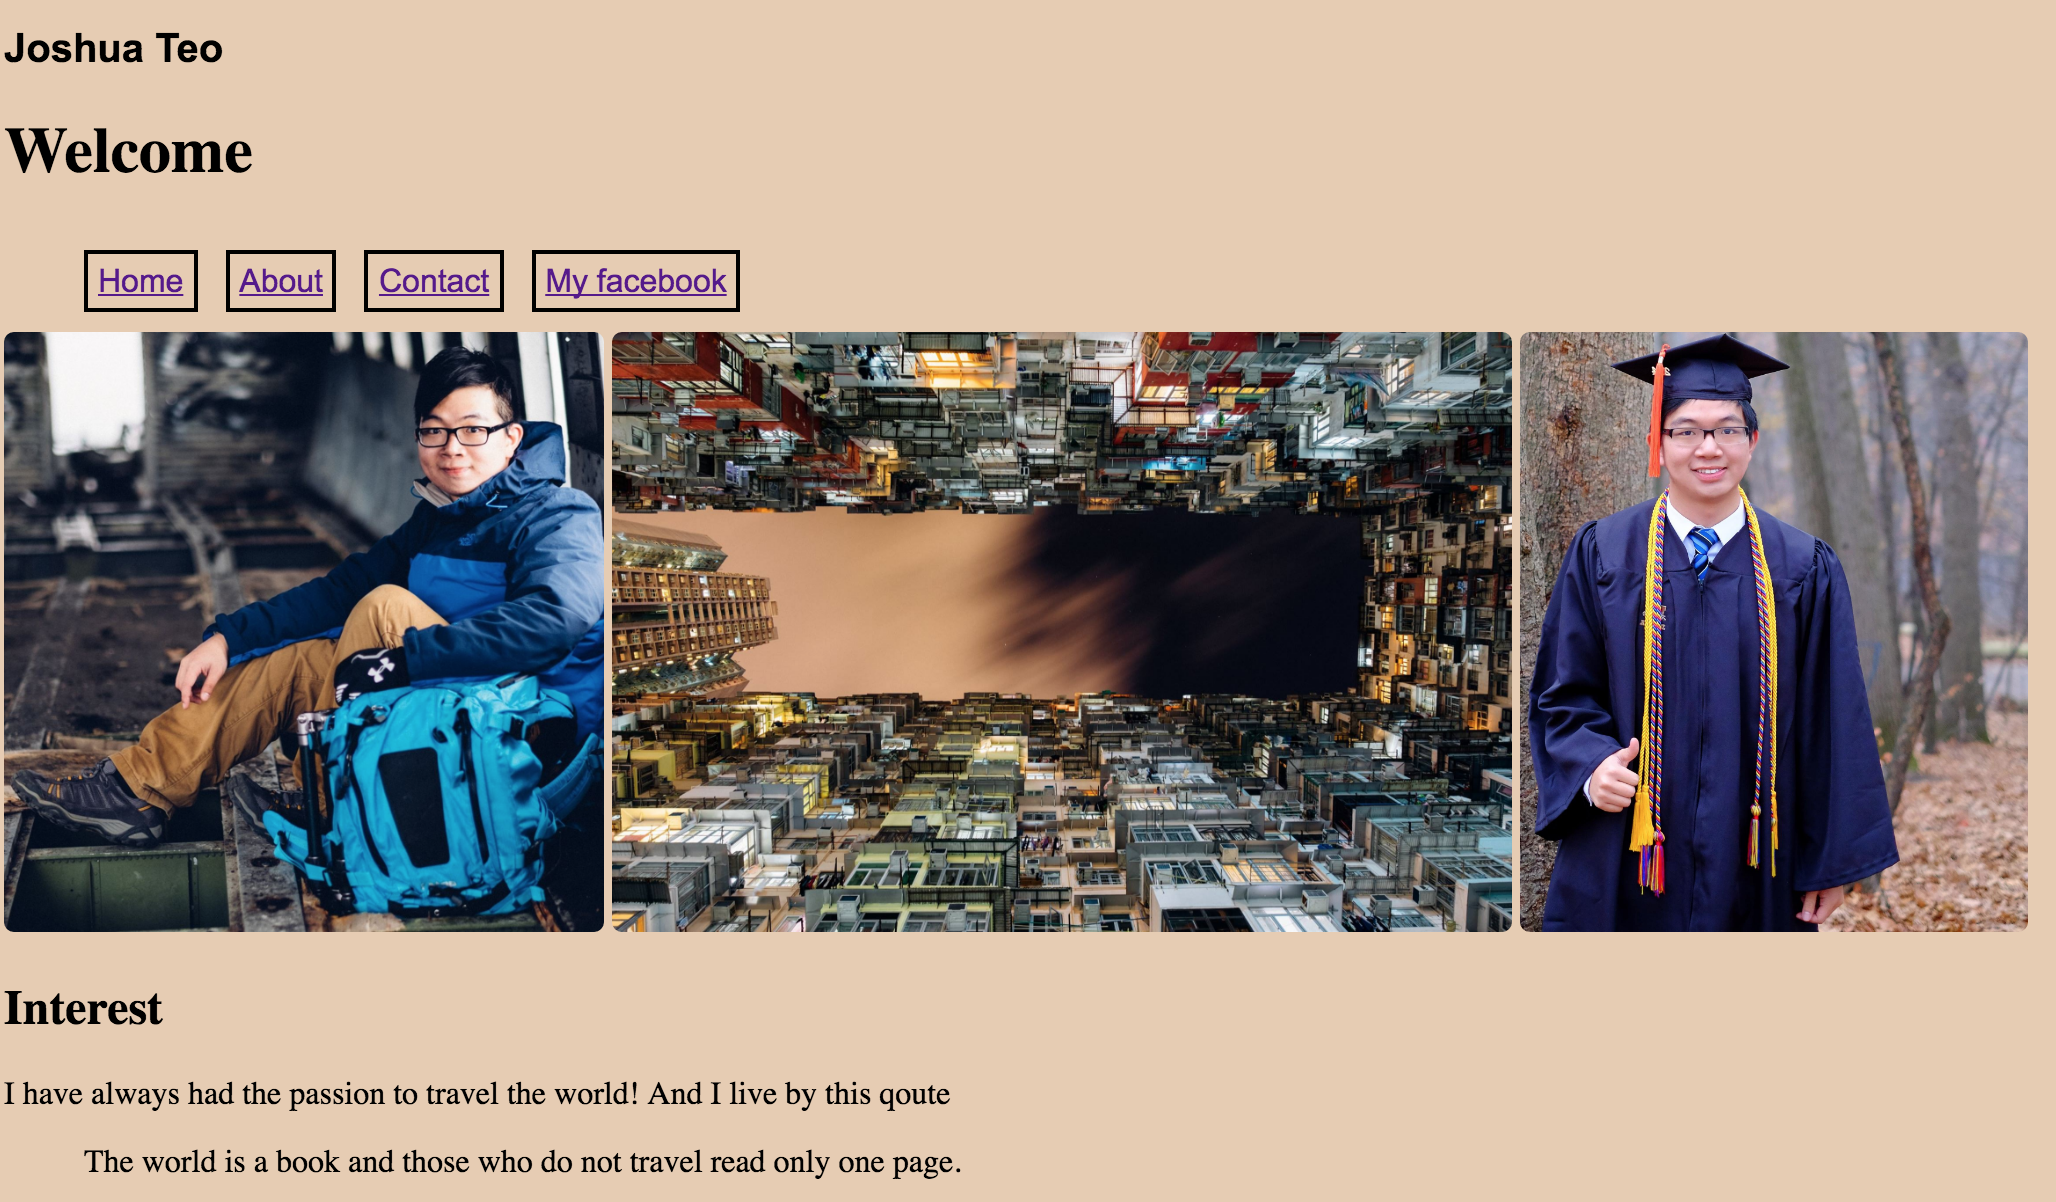 Joshua Teo
Welcome
Home About Contact My facebook
Interest
I have always had the passion to travel the world! And I live by this qoute
The world is a book and those who do not travel read only one page.